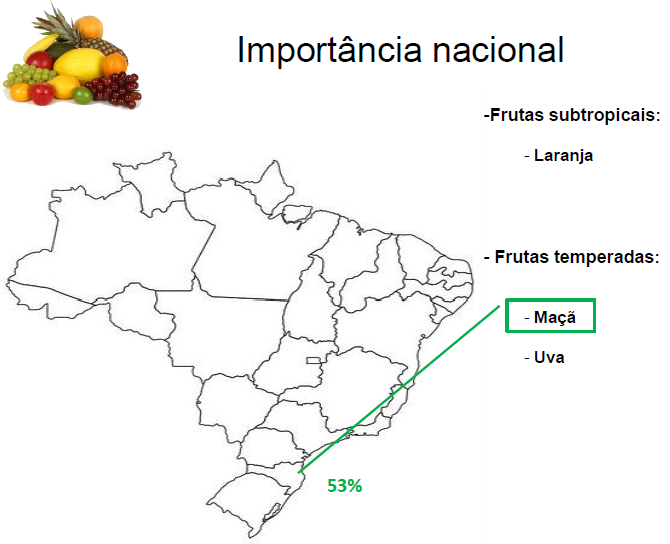 Importância nacional
-Frutas subtropicais:
- Laranja
- Frutas temperadas:
- Maçã
- Uva
53%